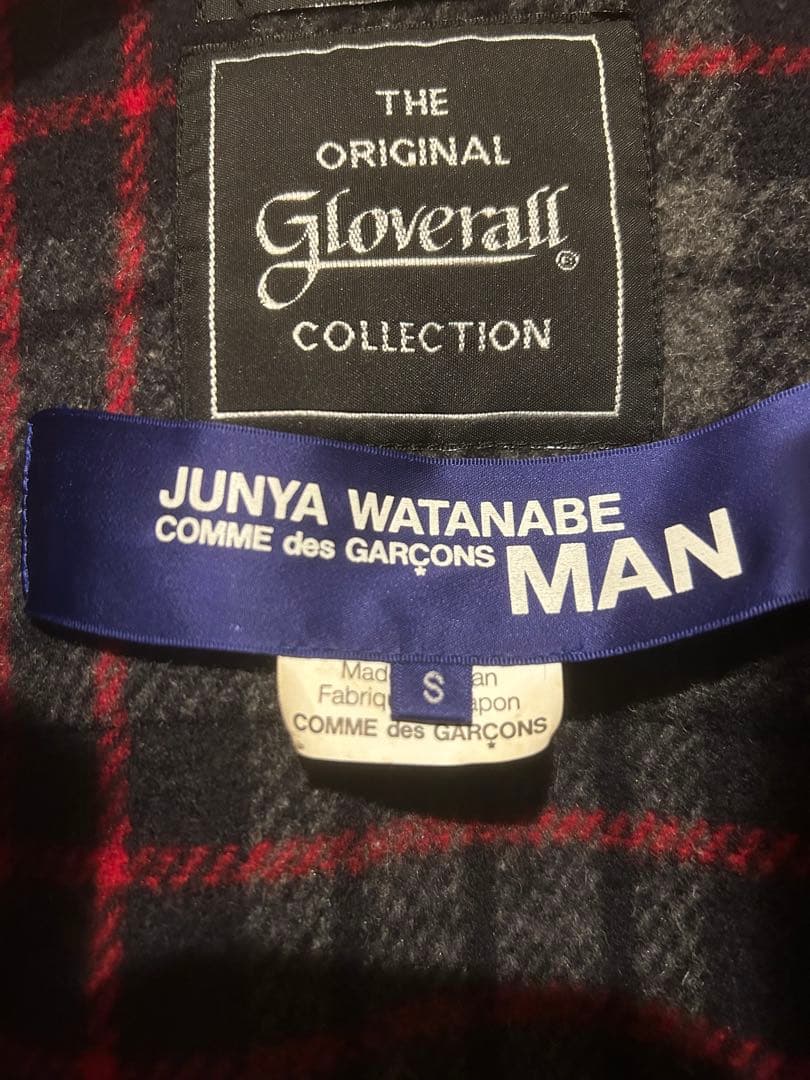 THE
ORIGINAL
Gloverall®
COLLECTION
JUNYA WATANABE
COMME des GARÇONS MAN
S
COMME des GARÇONS